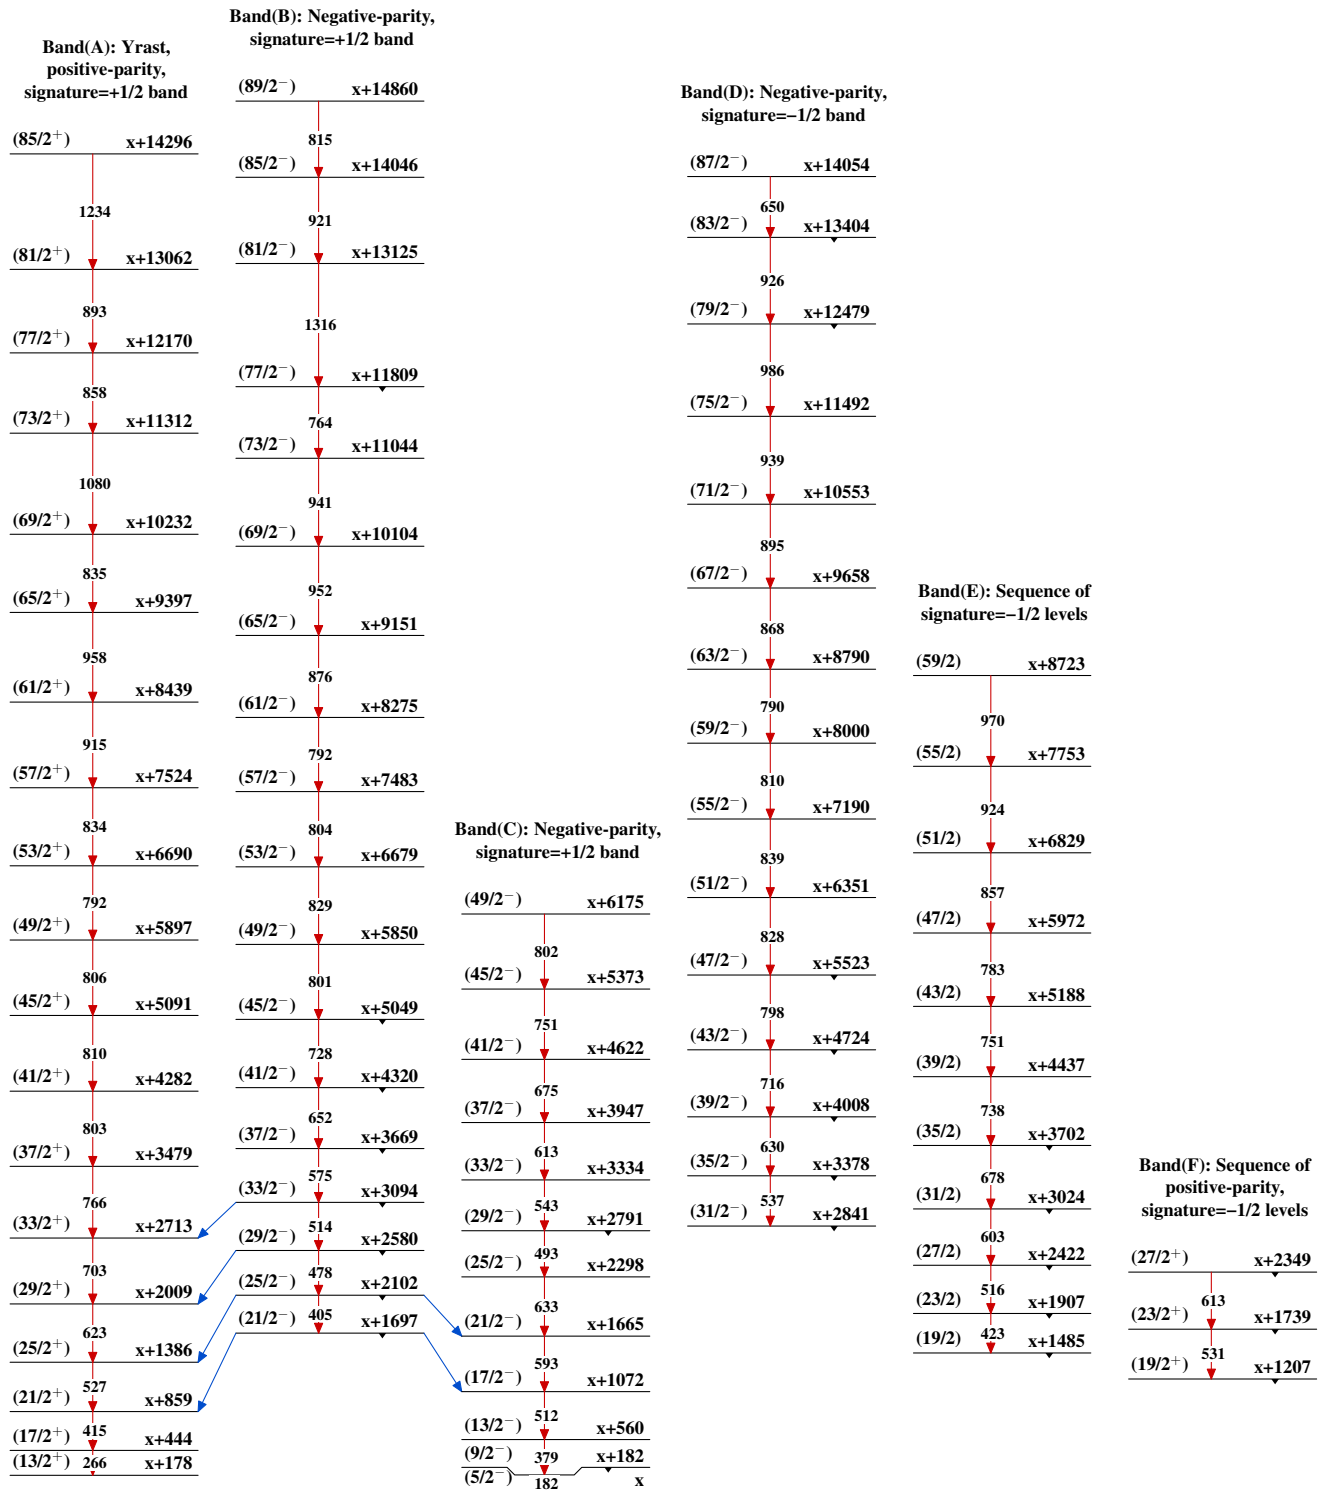 Band(A): Yrast,
positive-parity,
signature=+1/2 band
(85/2⁺) x+14296
1234
(81/2⁺) x+13062
893
(77/2⁺) x+12170
858
(73/2⁺) x+11312
1080
(69/2⁺) x+10232
835
(65/2⁺) x+9397
958
(61/2⁺) x+8439
915
(57/2⁺) x+7524
834
(53/2⁺) x+6690
792
(49/2⁺) x+5897
806
(45/2⁺) x+5091
810
(41/2⁺) x+4282
803
(37/2⁺) x+3479
766
(33/2⁺) x+2713
703
(29/2⁺) x+2009
623
(25/2⁺) x+1386
527
(21/2⁺) x+859
415
(17/2⁺) x+444
266
(13/2⁺) x+178
Band(B): Negative-parity,
signature=+1/2 band
(89/2⁻) x+14860
815
(85/2⁻) x+14046
921
(81/2⁻) x+13125
1316
(77/2⁻) x+11809
764
(73/2⁻) x+11044
941
(69/2⁻) x+10104
952
(65/2⁻) x+9151
876
(61/2⁻) x+8275
792
(57/2⁻) x+7483
804
(53/2⁻) x+6679
829
(49/2⁻) x+5850
801
(45/2⁻) x+5049
728
(41/2⁻) x+4320
652
(37/2⁻) x+3669
575
(33/2⁻) x+3094
514
(29/2⁻) x+2580
478
(25/2⁻) x+2102
405
(21/2⁻) x+1697
Band(C): Negative-parity,
signature=+1/2 band
(49/2⁻) x+6175
802
(45/2⁻) x+5373
751
(41/2⁻) x+4622
675
(37/2⁻) x+3947
613
(33/2⁻) x+3334
543
(29/2⁻) x+2791
493
(25/2⁻) x+2298
633
(21/2⁻) x+1665
593
(17/2⁻) x+1072
512
(13/2⁻) x+560
379
(9/2⁻) x+182
182
(5/2⁻) x
Band(D): Negative-parity,
signature=−1/2 band
(87/2⁻) x+14054
650
(83/2⁻) x+13404
926
(79/2⁻) x+12479
986
(75/2⁻) x+11492
939
(71/2⁻) x+10553
895
(67/2⁻) x+9658
868
(63/2⁻) x+8790
790
(59/2⁻) x+8000
810
(55/2⁻) x+7190
839
(51/2⁻) x+6351
828
(47/2⁻) x+5523
798
(43/2⁻) x+4724
716
(39/2⁻) x+4008
630
(35/2⁻) x+3378
537
(31/2⁻) x+2841
Band(E): Sequence of
signature=−1/2 levels
(59/2) x+8723
970
(55/2) x+7753
924
(51/2) x+6829
857
(47/2) x+5972
783
(43/2) x+5188
751
(39/2) x+4437
738
(35/2) x+3702
678
(31/2) x+3024
603
(27/2) x+2422
516
(23/2) x+1907
423
(19/2) x+1485
Band(F): Sequence of
positive-parity,
signature=−1/2 levels
(27/2⁺) x+2349
613
(23/2⁺) x+1739
531
(19/2⁺) x+1207